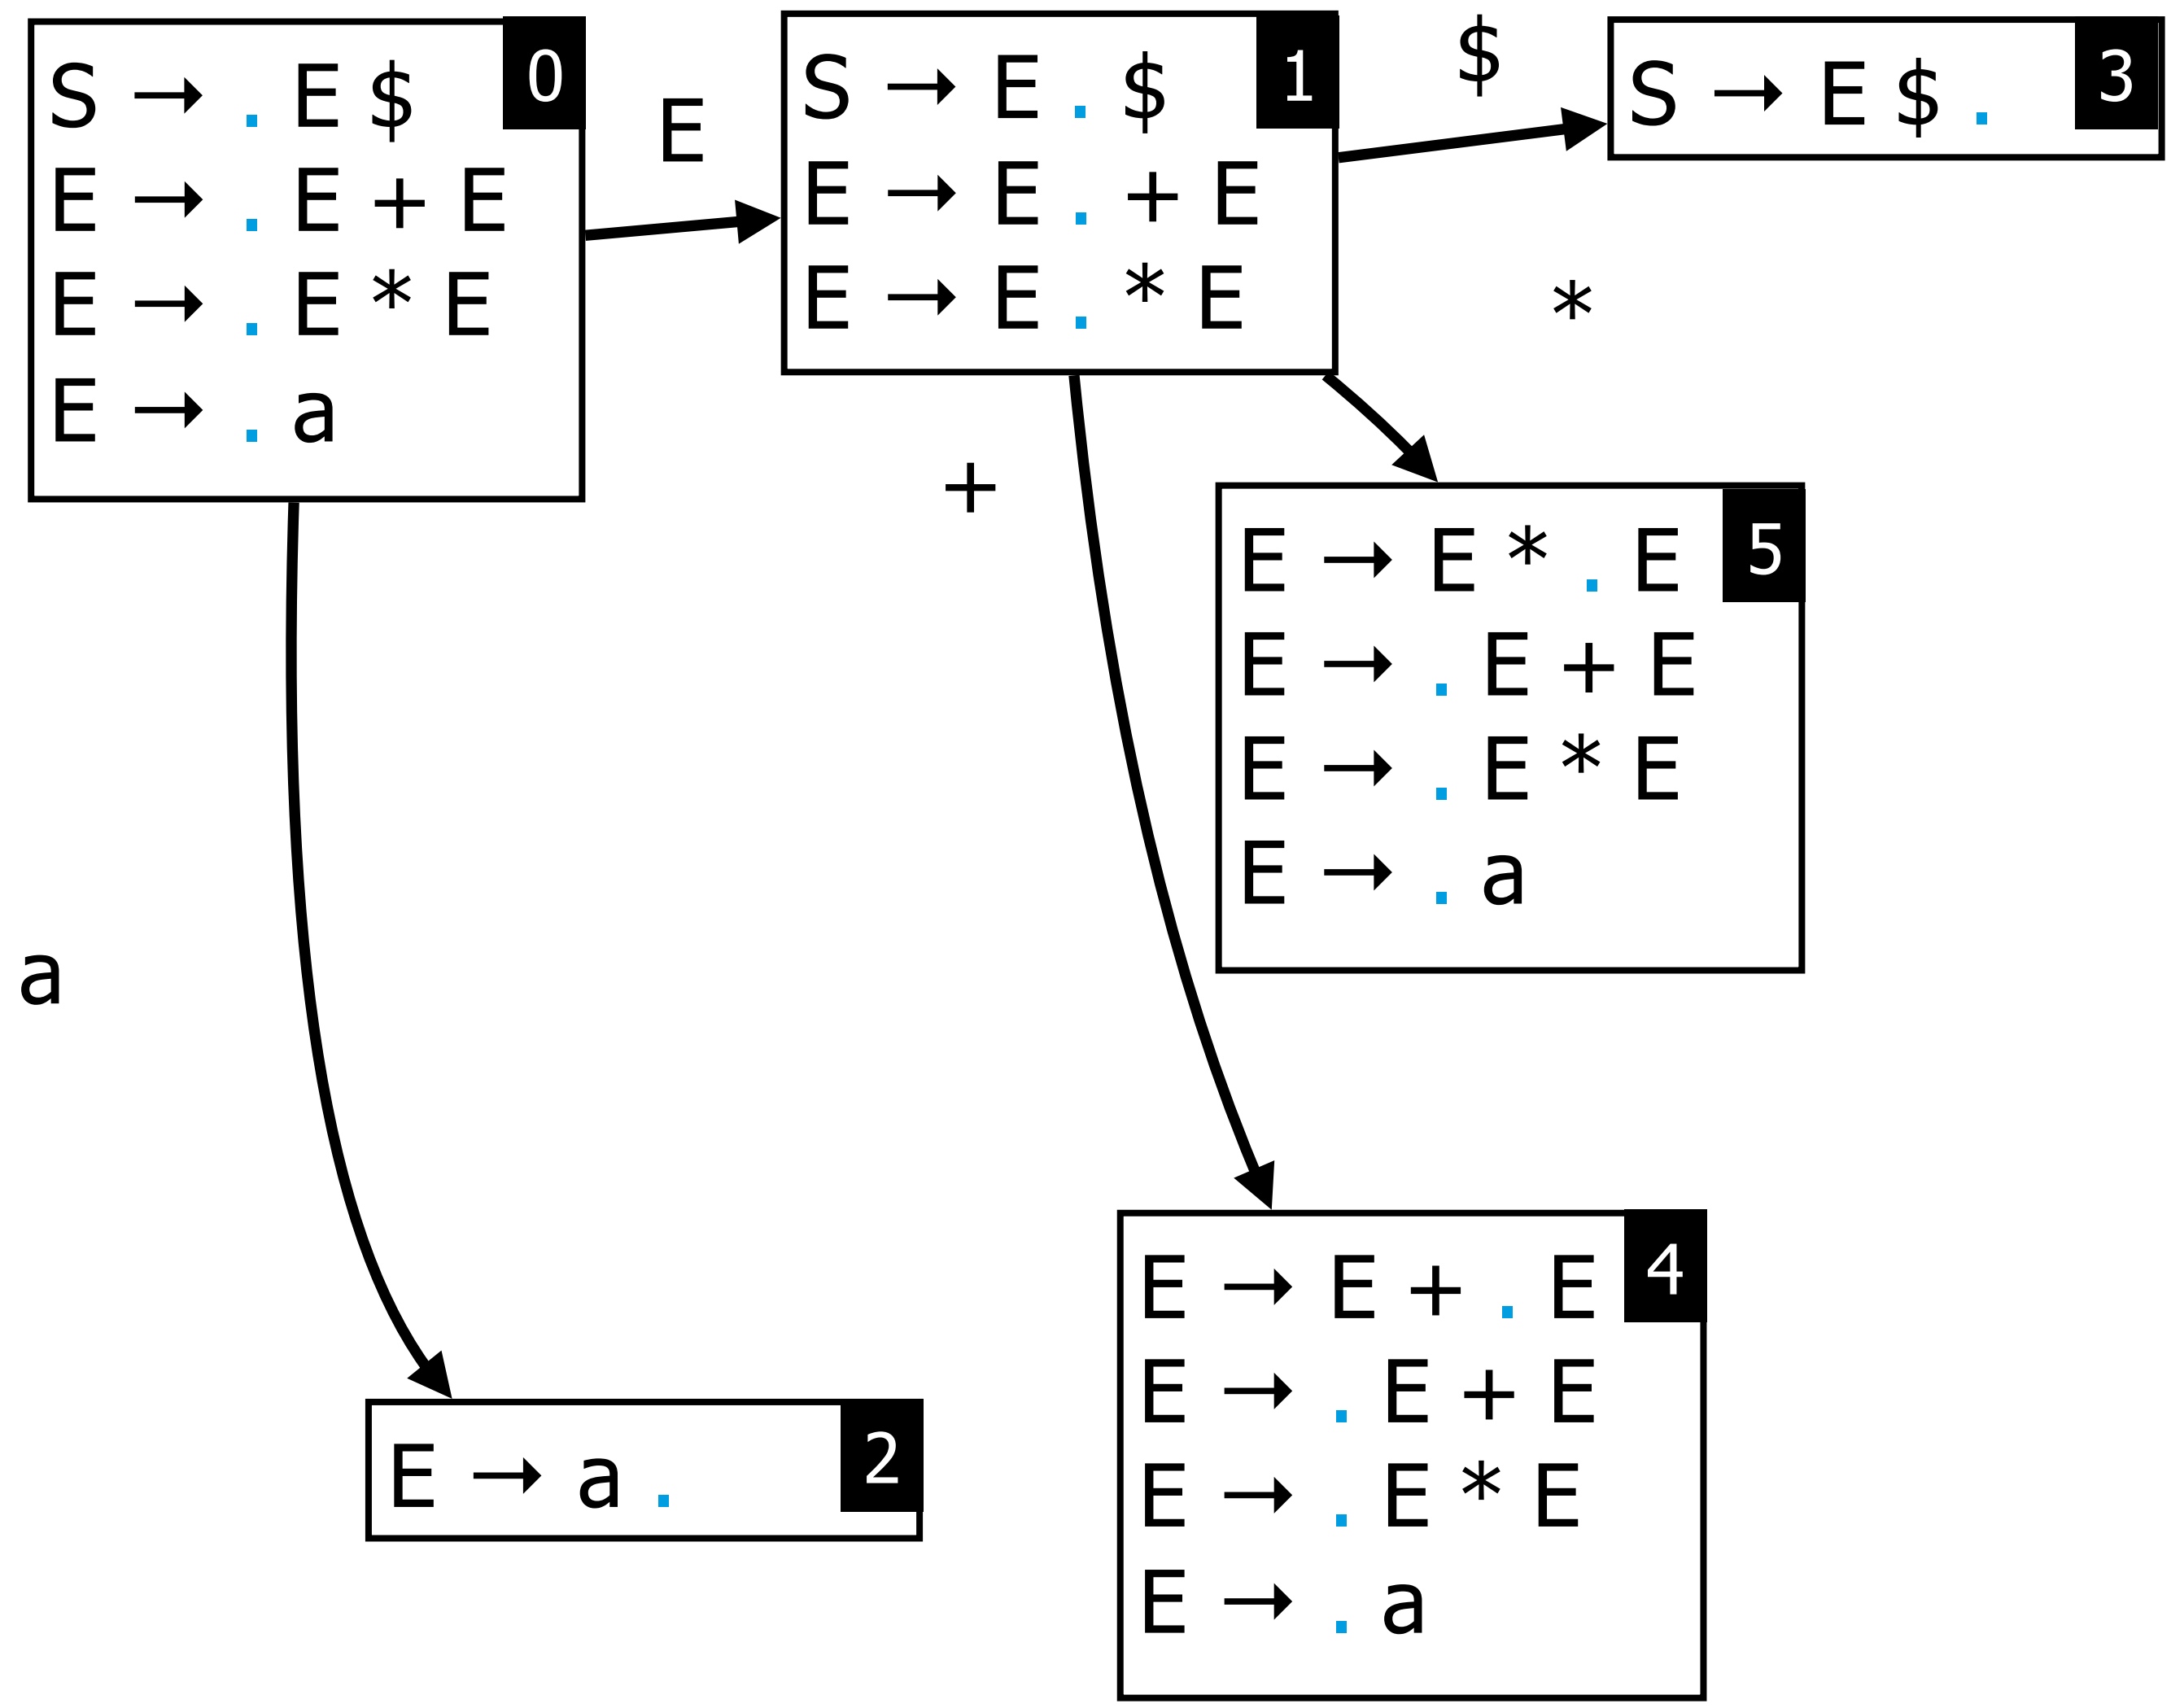 0
S → . E $
E → . E + E
E → . E * E
E → . a
E
1
S → E . $
E → E . + E
E → E . * E
$
3
S → E $ .
*
+
5
E → E * . E
E → . E + E
E → . E * E
E → . a
a
4
E → E + . E
E → . E + E
E → . E * E
E → . a
2
E → a .